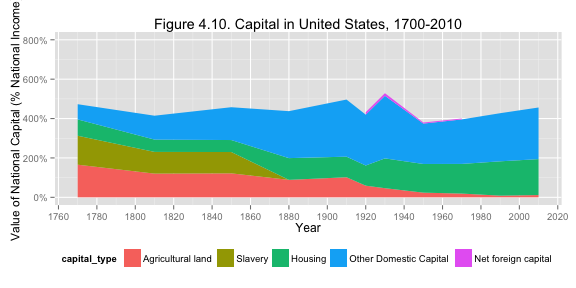 Figure 4.10. Capital in United States, 1700-2010
Value of National Capital (% National Income
800%
600%
400%
200%
0%
1760 1780 1800 1820 1840 1860 1880 1900 1920 1940 1960 1980 2000 2020
Year
capital_type Agricultural land Slavery Housing Other Domestic Capital Net foreign capital